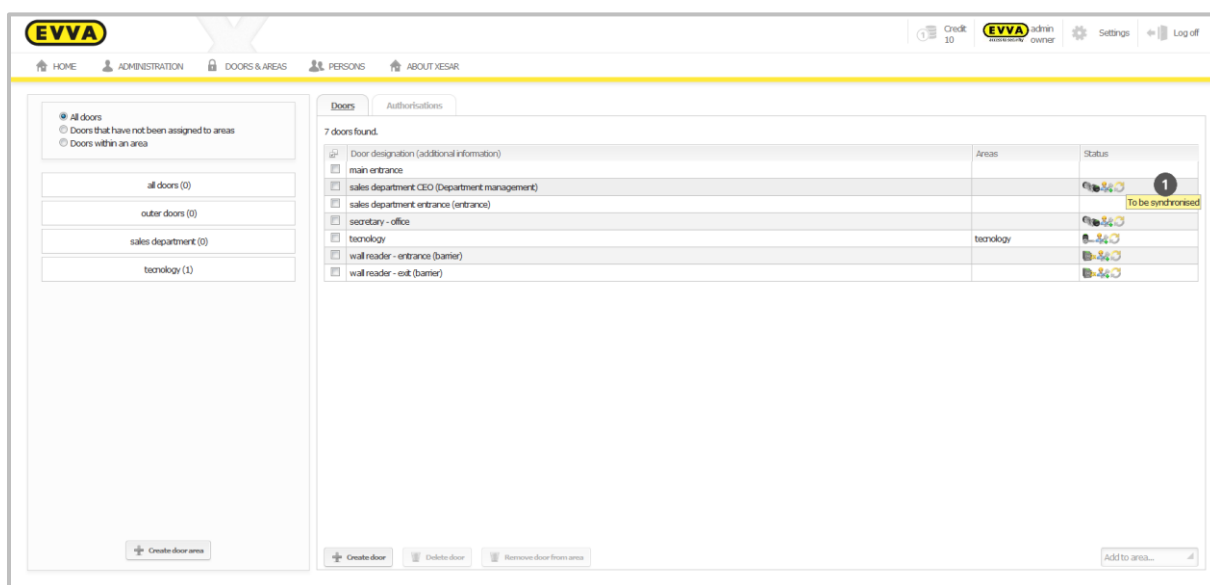 EVVA
Credit
10
EVVA admin
owner
Settings
Log off
HOME ADMINISTRATION DOORS & AREAS PERSONS ABOUT XESAR
All doors
Doors that have not been assigned to areas
Doors within an area
all doors (0)
outer doors (0)
sales department (0)
tecnology (1)
Create door area
Doors Authorisations
7 doors found.
Door designation (additional information) Areas Status
main entrance
sales department CEO (Department management) 1
To be synchronised
sales department entrance (entrance)
secretary - office
tecnology tecnology
wall reader - entrance (barrier)
wall reader - exit (barrier)
Create door Delete door Remove door from area Add to area...